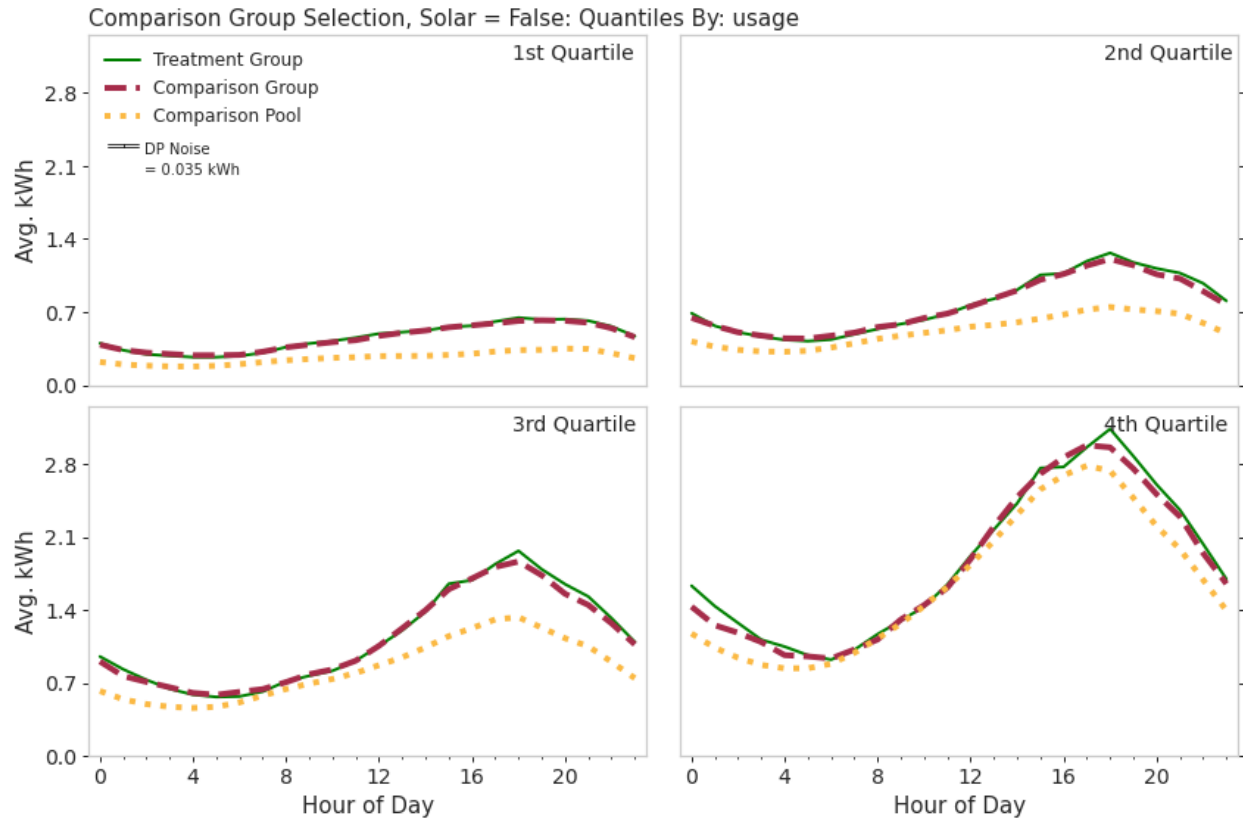 Comparison Group Selection, Solar = False: Quantiles By: usage
1st Quartile
2nd Quartile
Treatment Group
Comparison Group
Comparison Pool
DP Noise
= 0.035 kWh
2.8
2.1
1.4
0.7
0.0
Avg. kWh
3rd Quartile
4th Quartile
2.8
2.1
1.4
0.7
0.0
Avg. kWh
0 4 8 12 16 20
0 4 8 12 16 20
Hour of Day
Hour of Day